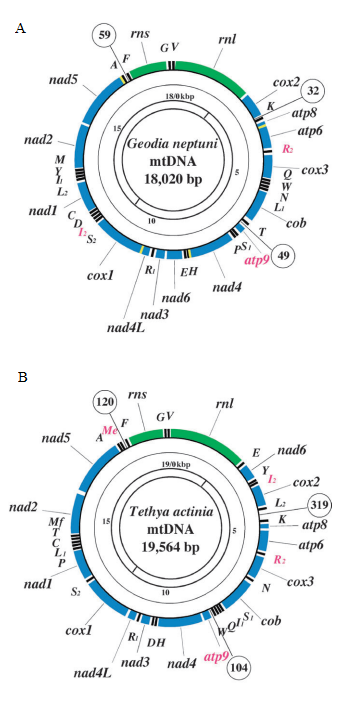 A
59
A F rns G V rnl
cox2
K
32
atp8
atp6
R2
cox3
Q
W
N
L1
cob
T
S1
P
49
atp9
nad4
H
E
nad6
R1
nad3
nad4L
cox1
S2
I2
D
C
nad1
L2
I1
Y
M
nad2
nad5
18/0 kbp
5
10
15
Geodia neptuni
mtDNA
18,020 bp
B
120
A Me F rns G V rnl
E
nad6
Y
I2
cox2
L2
319
K
atp8
atp6
R2
cox3
N
cob
S1
I1
Q
W
104
atp9
nad4
H
D
nad3
R1
nad4L
cox1
S2
P
nad1
L1
C
T
Mf
nad2
nad5
19/0 kbp
5
10
15
Tethya actinia
mtDNA
19,564 bp